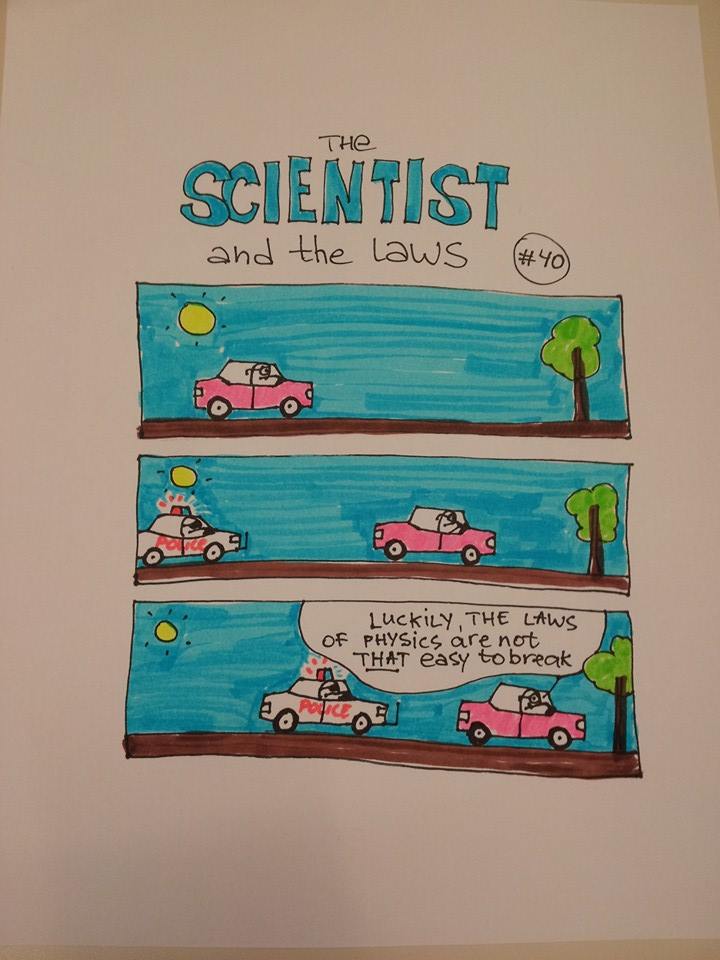 THe
SCIENTIST
and the Laws
#40
POLICE
LUCKILY, THE LAWS
OF PHYSICS are not
THAT easy to break
POLICE